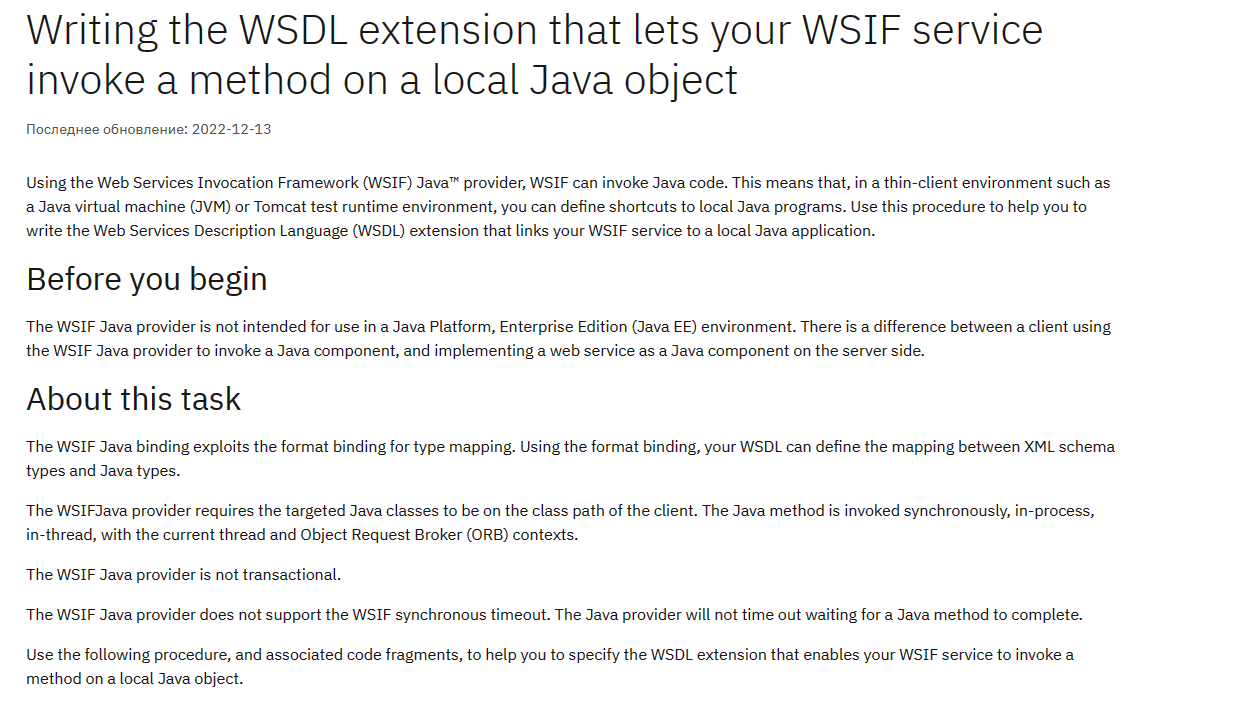 Writing the WSDL extension that lets your WSIF service
invoke a method on a local Java object
Последнее обновление: 2022-12-13
Using the Web Services Invocation Framework (WSIF) Java™ provider, WSIF can invoke Java code. This means that, in a thin-client environment such as
a Java virtual machine (JVM) or Tomcat test runtime environment, you can define shortcuts to local Java programs. Use this procedure to help you to
write the Web Services Description Language (WSDL) extension that links your WSIF service to a local Java application.
Before you begin
The WSIF Java provider is not intended for use in a Java Platform, Enterprise Edition (Java EE) environment. There is a difference between a client using
the WSIF Java provider to invoke a Java component, and implementing a web service as a Java component on the server side.
About this task
The WSIF Java binding exploits the format binding for type mapping. Using the format binding, your WSDL can define the mapping between XML schema
types and Java types.
The WSIFJava provider requires the targeted Java classes to be on the class path of the client. The Java method is invoked synchronously, in-process,
in-thread, with the current thread and Object Request Broker (ORB) contexts.
The WSIF Java provider is not transactional.
The WSIF Java provider does not support the WSIF synchronous timeout. The Java provider will not time out waiting for a Java method to complete.
Use the following procedure, and associated code fragments, to help you to specify the WSDL extension that enables your WSIF service to invoke a
method on a local Java object.